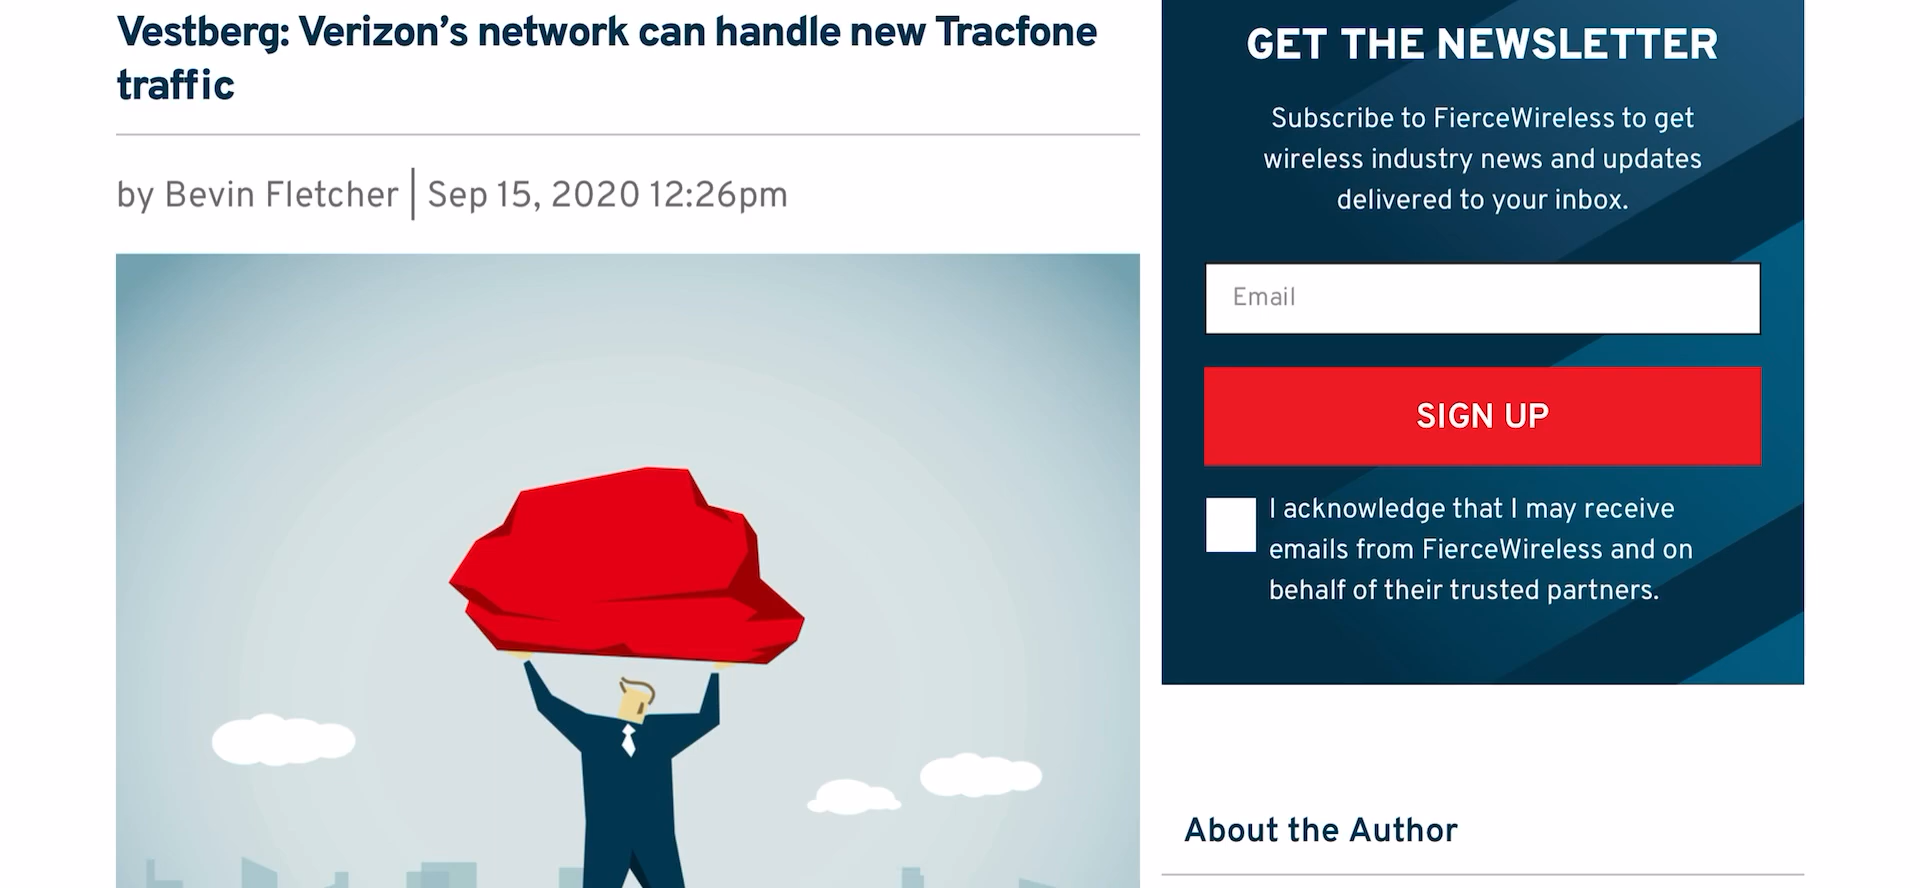 Vestberg: Verizon’s network can handle new Tracfone
traffic
by Bevin Fletcher | Sep 15, 2020 12:26pm
GET THE NEWSLETTER
Subscribe to FierceWireless to get
wireless industry news and updates
delivered to your inbox.
Email
SIGN UP
I acknowledge that I may receive
emails from FierceWireless and on
behalf of their trusted partners.
About the Author